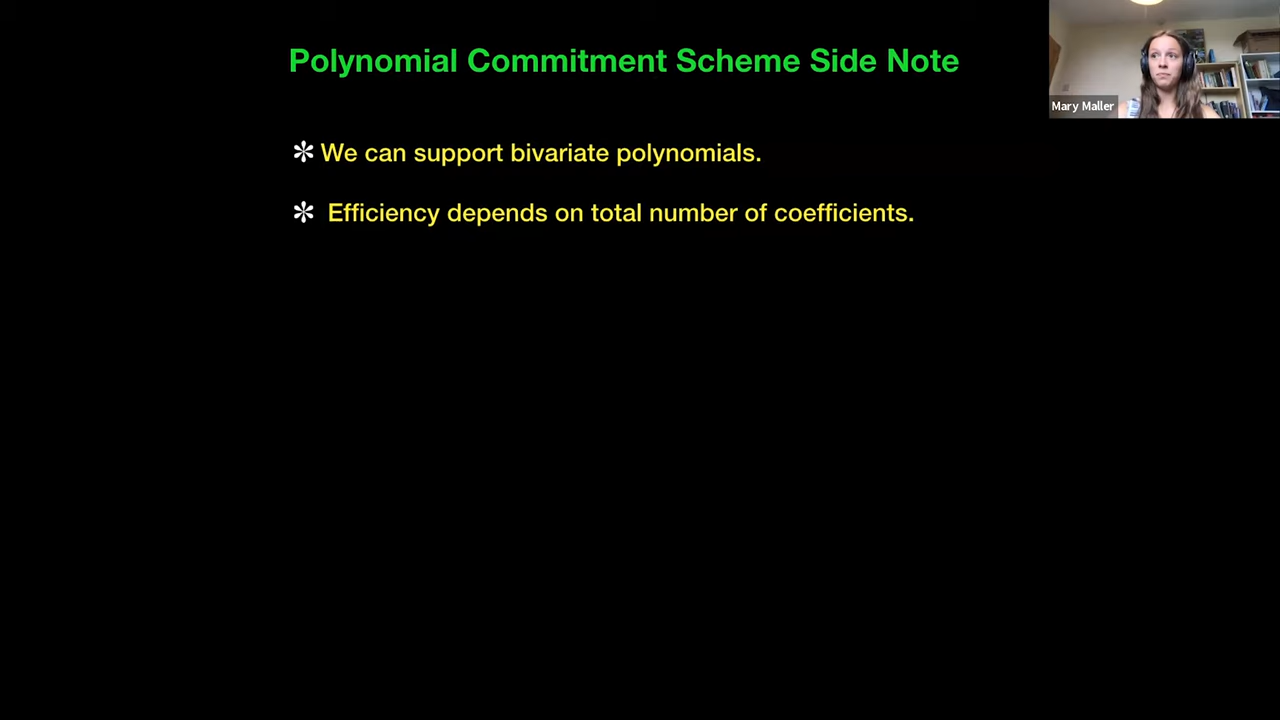 Polynomial Commitment Scheme Side Note
Mary Maller
✻ We can support bivariate polynomials.
✻ Efficiency depends on total number of coefficients.